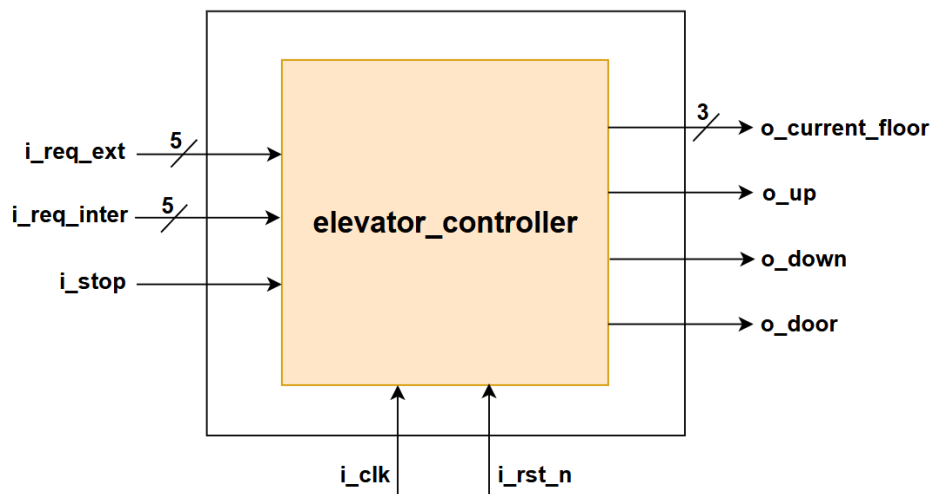 5
i_req_ext
5
i_req_inter
i_stop
elevator_controller
3
o_current_floor
o_up
o_down
o_door
i_clk
i_rst_n